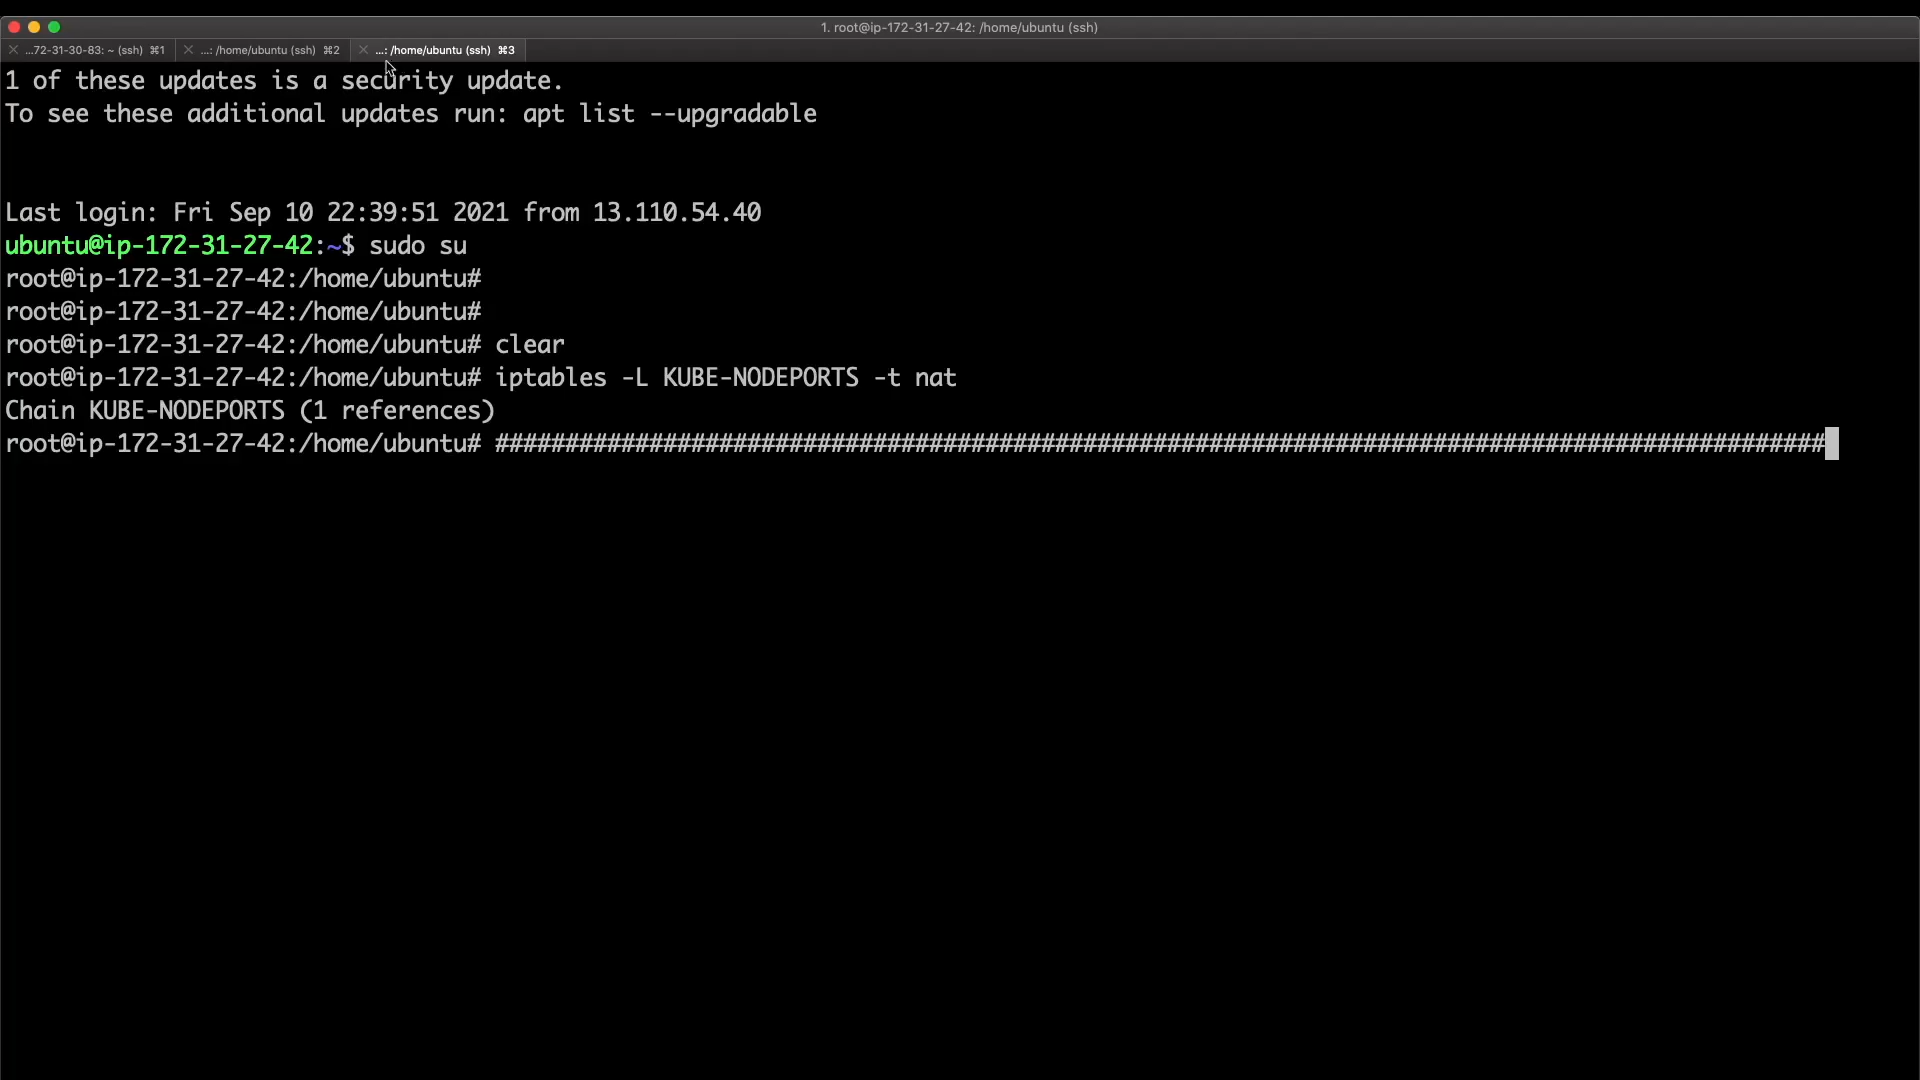 1. root@ip-172-31-27-42: /home/ubuntu (ssh)
...72-31-30-83: ~ (ssh) ⌘1 ...: /home/ubuntu (ssh) ⌘2 ...: /home/ubuntu (ssh) ⌘3
1 of these updates is a security update.
To see these additional updates run: apt list --upgradable
Last login: Fri Sep 10 22:39:51 2021 from 13.110.54.40
ubuntu@ip-172-31-27-42:~$ sudo su
root@ip-172-31-27-42:/home/ubuntu#
root@ip-172-31-27-42:/home/ubuntu#
root@ip-172-31-27-42:/home/ubuntu# clear
root@ip-172-31-27-42:/home/ubuntu# iptables -L KUBE-NODEPORTS -t nat
Chain KUBE-NODEPORTS (1 references)
root@ip-172-31-27-42:/home/ubuntu# ###############################################################################################